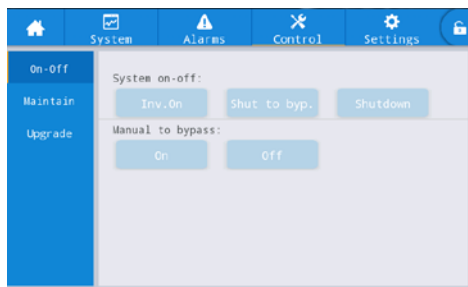 System Alarms Control Settings
On-Off
Maintain
Upgrade
System on-off:
Inv.On Shut to byp. Shutdown
Manual to bypass:
On Off